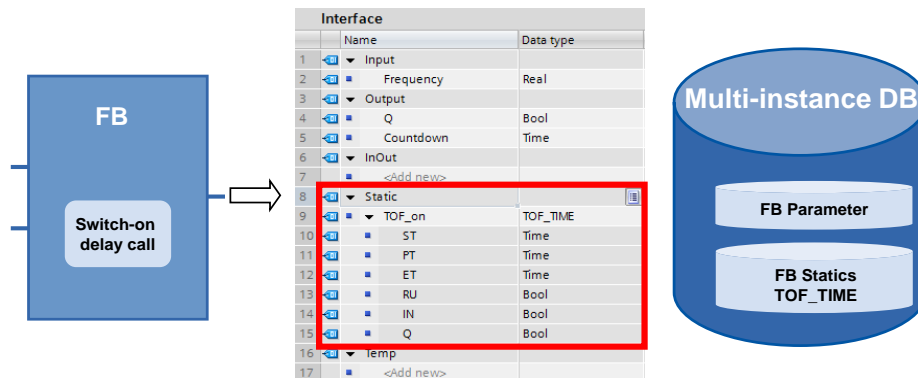 FB
Switch-on
delay call
Interface
Name Data type
1 Input
2 Frequency Real
3 Output
4 Q Bool
5 Countdown Time
6 InOut
7 <Add new>
8 Static
9 TOF_on TOF_TIME
10 ST Time
11 PT Time
12 ET Time
13 RU Bool
14 IN Bool
15 Q Bool
16 Temp
17 <Add new>
Multi-instance DB
FB Parameter
FB Statics
TOF_TIME